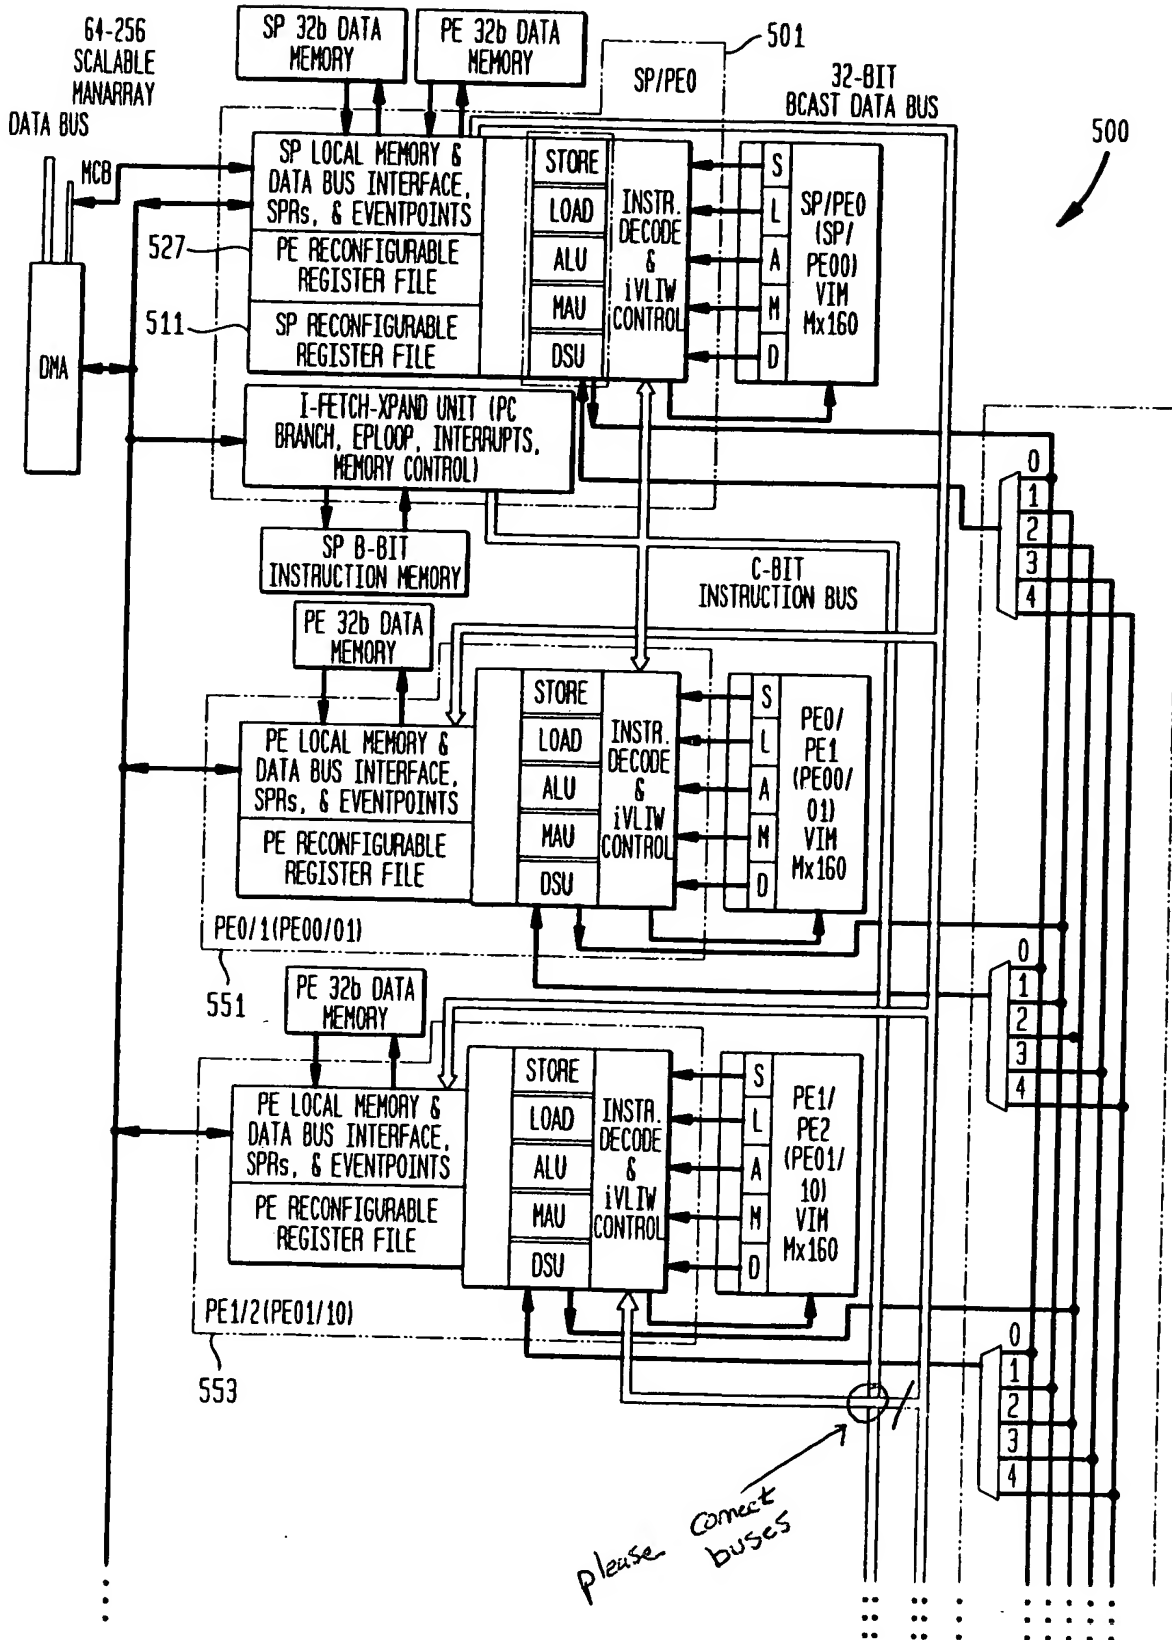 64-256
SCALABLE
MANARRAY
DATA BUS
SP 32b DATA
MEMORY
PE 32b DATA
MEMORY
501
SP/PE0
32-BIT
BCAST DATA BUS
500
MCB
DMA
SP LOCAL MEMORY &
DATA BUS INTERFACE,
SPRs, & EVENTPOINTS
527
PE RECONFIGURABLE
REGISTER FILE
511
SP RECONFIGURABLE
REGISTER FILE
STORE
LOAD
ALU
MAU
DSU
INSTR.
DECODE
&
iVLIW
CONTROL
S
L
A
M
D
SP/PE0
(SP/
PE00)
VIM
Mx160
I-FETCH-XPAND UNIT (PC
BRANCH, EPLOOP, INTERRUPTS,
MEMORY CONTROL)
0
1
2
3
4
SP B-BIT
INSTRUCTION MEMORY
C-BIT
INSTRUCTION BUS
PE 32b DATA
MEMORY
PE LOCAL MEMORY &
DATA BUS INTERFACE,
SPRs, & EVENTPOINTS
PE RECONFIGURABLE
REGISTER FILE
STORE
LOAD
ALU
MAU
DSU
INSTR.
DECODE
&
iVLIW
CONTROL
S
L
A
M
D
PE0/
PE1
(PE00/
01)
VIM
Mx160
PE0/1(PE00/01)
551
0
1
2
3
4
PE 32b DATA
MEMORY
PE LOCAL MEMORY &
DATA BUS INTERFACE,
SPRs, & EVENTPOINTS
PE RECONFIGURABLE
REGISTER FILE
STORE
LOAD
ALU
MAU
DSU
INSTR.
DECODE
&
iVLIW
CONTROL
S
L
A
M
D
PE1/
PE2
(PE01/
10)
VIM
Mx160
PE1/2(PE01/10)
553
0
1
2
3
4
please connect
buses